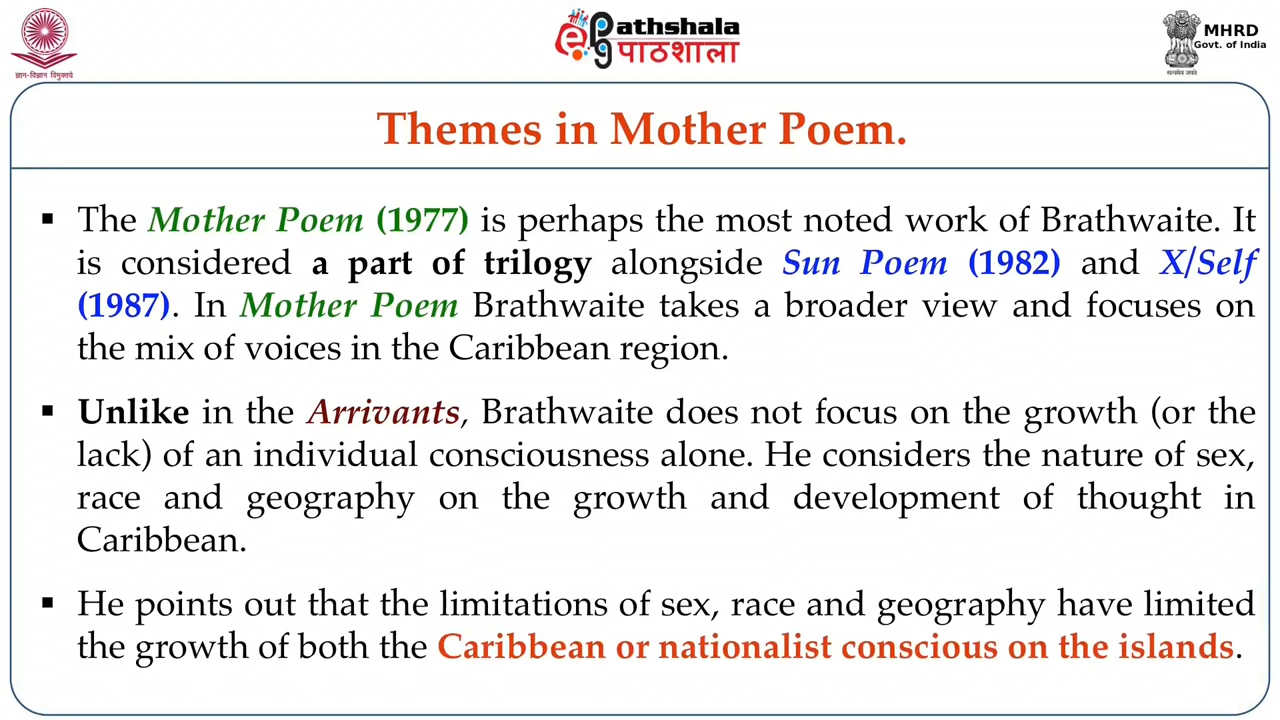 ज्ञान-विज्ञान विमुक्तये
ePathshala
पाठशाला
MHRD
Govt. of India
सत्यमेव जयते
Themes in Mother Poem.
▪ The Mother Poem (1977) is perhaps the most noted work of Brathwaite. It
is considered a part of trilogy alongside Sun Poem (1982) and X/Self
(1987). In Mother Poem Brathwaite takes a broader view and focuses on
the mix of voices in the Caribbean region.
▪ Unlike in the Arrivants, Brathwaite does not focus on the growth (or the
lack) of an individual consciousness alone. He considers the nature of sex,
race and geography on the growth and development of thought in
Caribbean.
▪ He points out that the limitations of sex, race and geography have limited
the growth of both the Caribbean or nationalist conscious on the islands.